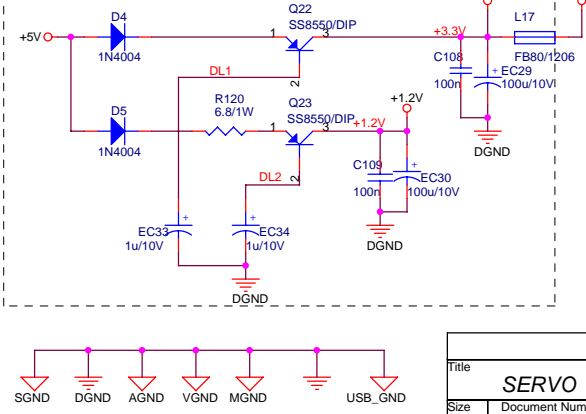 D4
Q22
SS8550/DIP
L17
+5V
1
3
+3.3V
1N4004
C108
FB80/1206
EC29
DL1
2
100n
100u/10V
+1.2V
D5
R120
Q23
6.8/1W
SS8550/DIP
1
3
+1.2V
DGND
1N4004
C109
DL2
2
EC30
100n
100u/10V
EC33
EC34
1u/10V
1u/10V
DGND
DGND
Title
SERVO
SGND
DGND
AGND
VGND
MGND
USB_GND
Size
Document Num